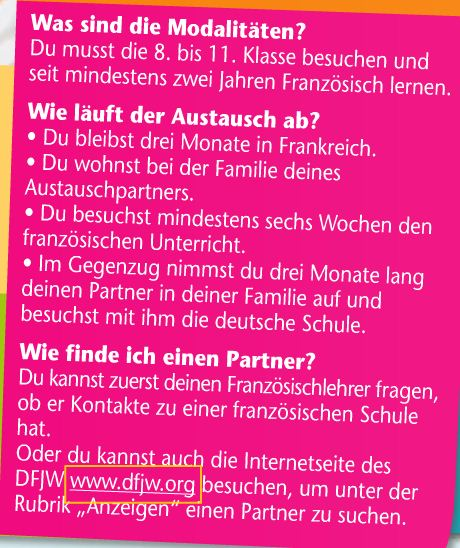 Was sind die Modalitäten?
Du musst die 8. bis 11. Klasse besuchen und
seit mindestens zwei Jahren Französisch lernen.
Wie läuft der Austausch ab?
• Du bleibst drei Monate in Frankreich.
• Du wohnst bei der Familie deines
Austauschpartners.
• Du besuchst mindestens sechs Wochen den
französischen Unterricht.
• Im Gegenzug nimmst du drei Monate lang
deinen Partner in deiner Familie auf und
besuchst mit ihm die deutsche Schule.
Wie finde ich einen Partner?
Du kannst zuerst deinen Französischlehrer fragen,
ob er Kontakte zu einer französischen Schule
hat.
Oder du kannst auch die Internetseite des
DFJW www.dfjw.org besuchen, um unter der
Rubrik „Anzeigen“ einen Partner zu suchen.